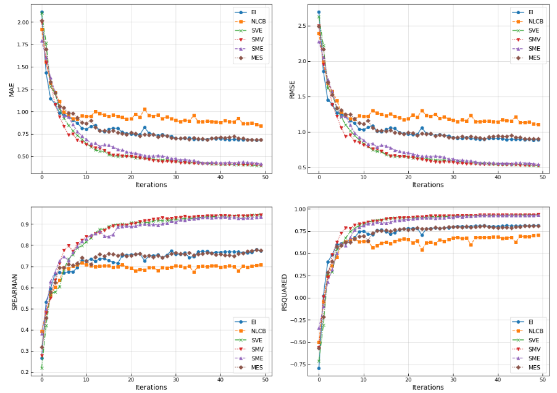 2.00
1.75
1.50
1.25
1.00
0.75
0.50
MAE
0 10 20 30 40 50
Iterations
EI
NLCB
SVE
SMV
SME
MES
2.5
2.0
1.5
1.0
0.5
RMSE
0 10 20 30 40 50
Iterations
EI
NLCB
SVE
SMV
SME
MES
0.9
0.8
0.7
0.6
0.5
0.4
0.3
0.2
SPEARMAN
0 10 20 30 40 50
Iterations
EI
NLCB
SVE
SMV
SME
MES
1.00
0.75
0.50
0.25
0.00
−0.25
−0.50
−0.75
RSQUARED
0 10 20 30 40 50
Iterations
EI
NLCB
SVE
SMV
SME
MES